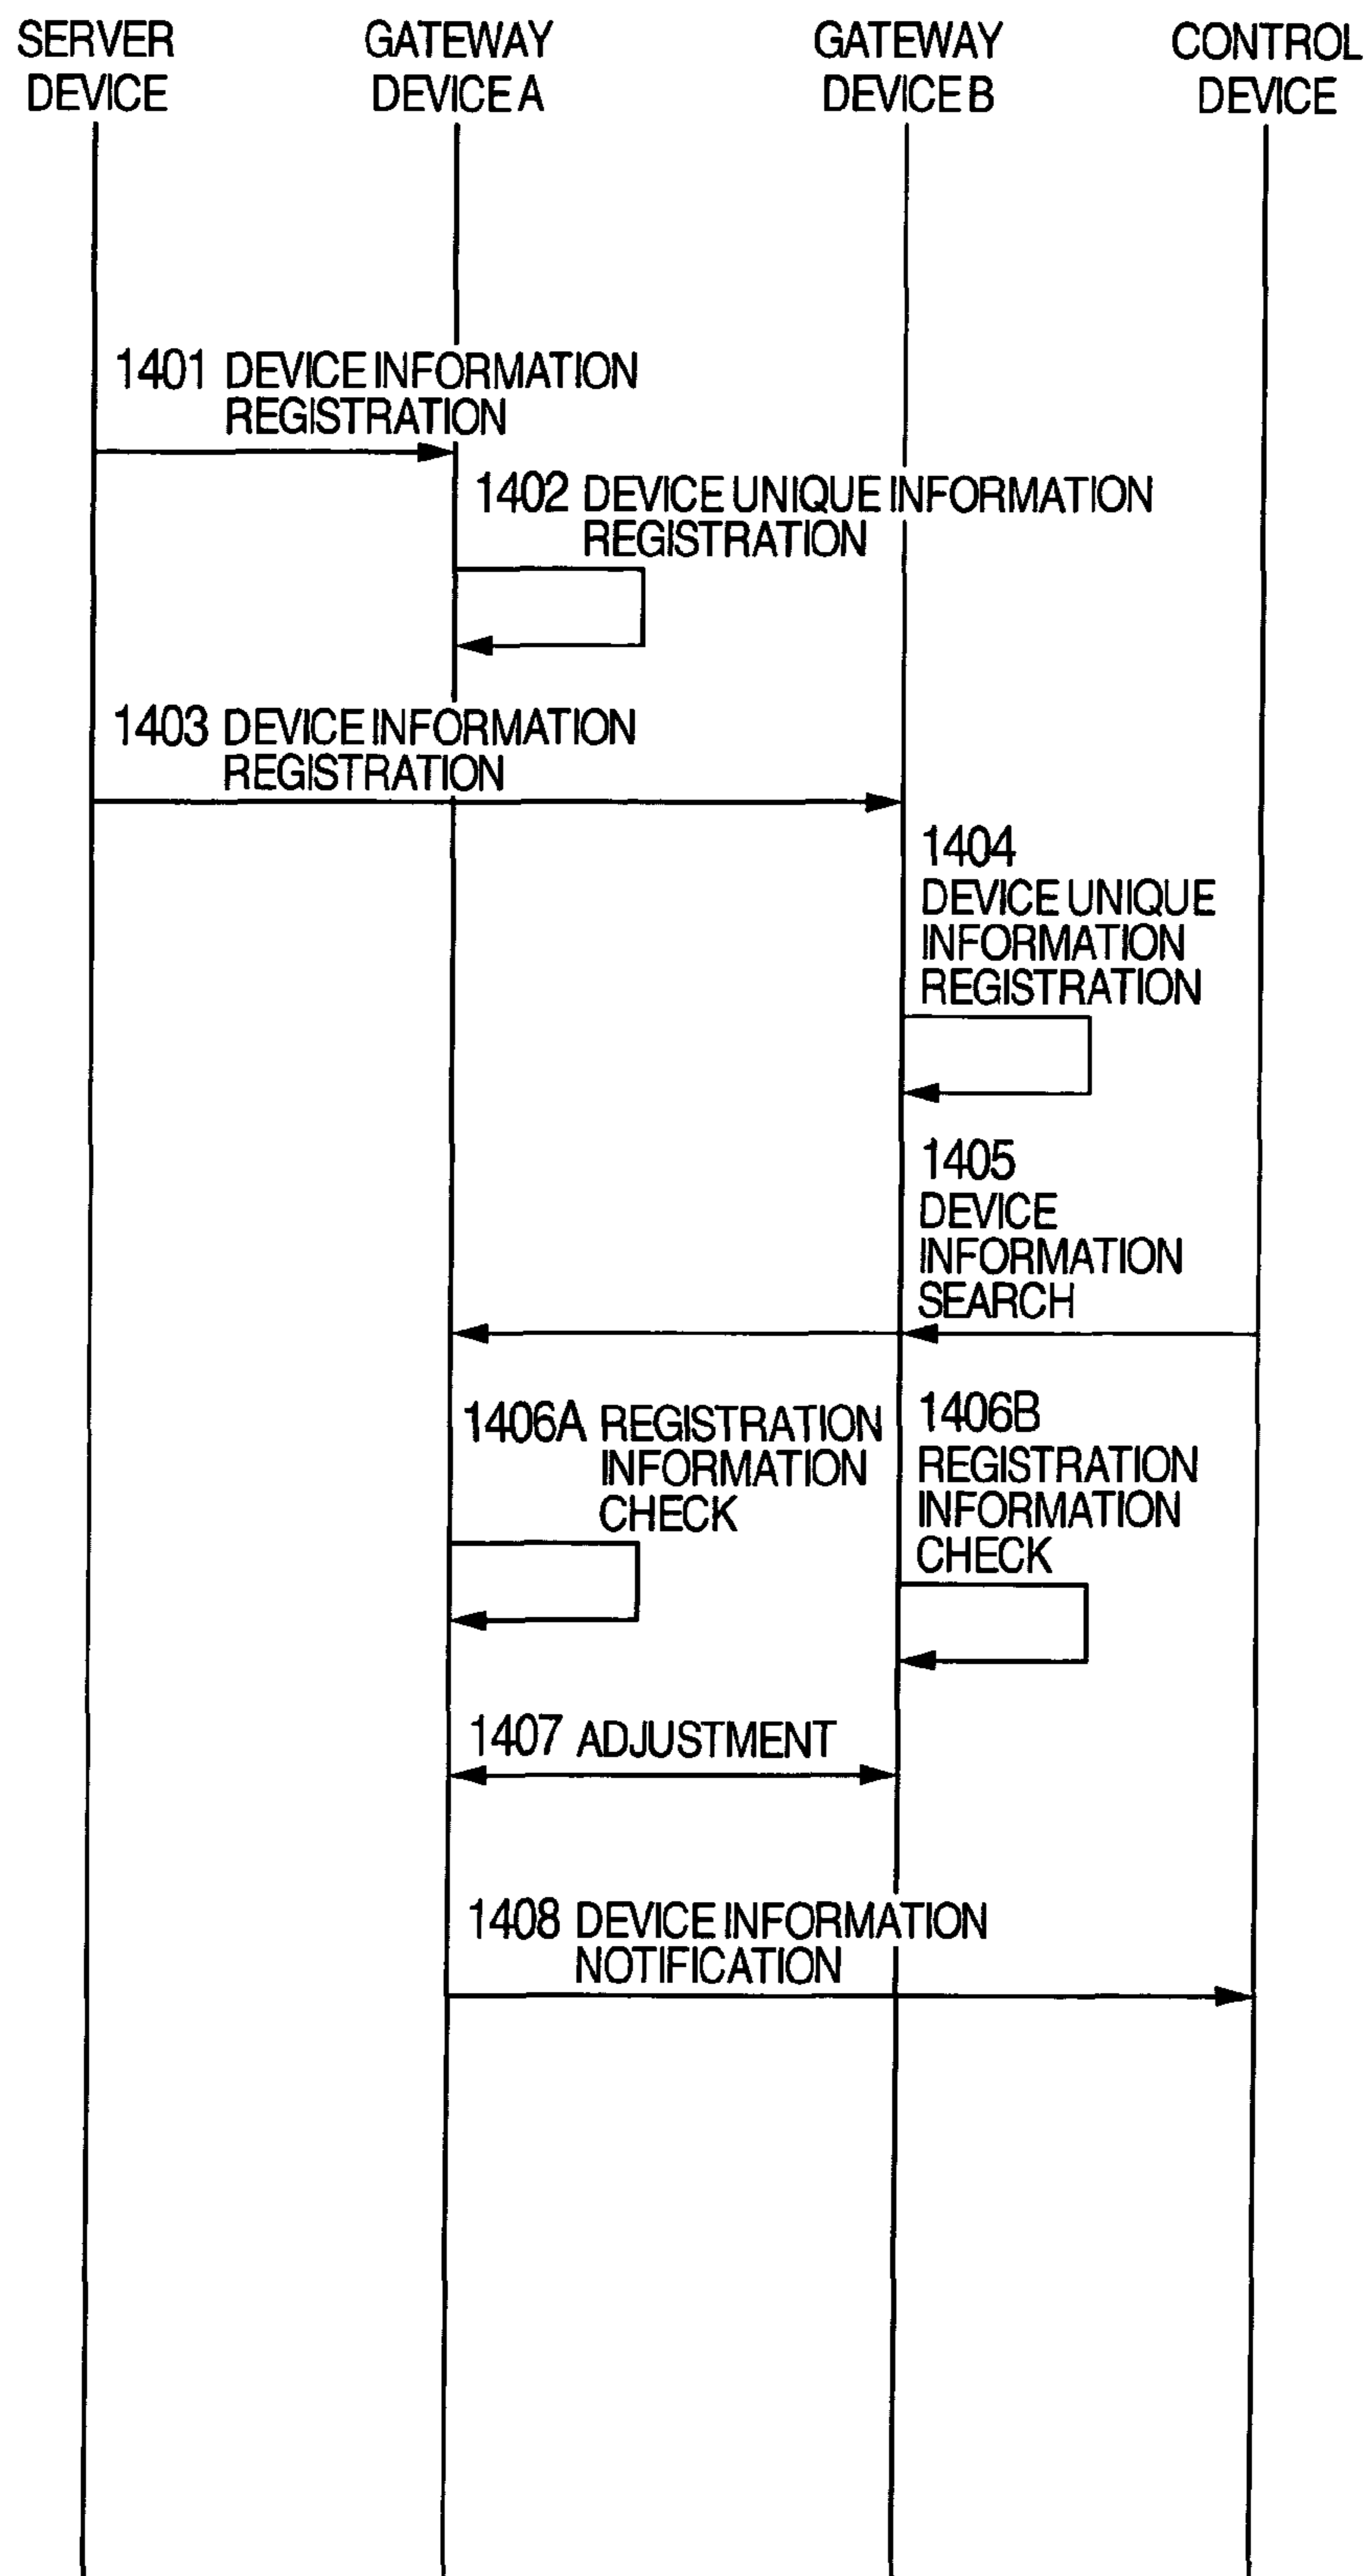 SERVER
DEVICE
GATEWAY
DEVICE A
GATEWAY
DEVICE B
CONTROL
DEVICE
1401 DEVICE INFORMATION
REGISTRATION
1402 DEVICE UNIQUE INFORMATION
REGISTRATION
1403 DEVICE INFORMATION
REGISTRATION
1404
DEVICE UNIQUE
INFORMATION
REGISTRATION
1405
DEVICE
INFORMATION
SEARCH
1406A REGISTRATION
INFORMATION
CHECK
1406B
REGISTRATION
INFORMATION
CHECK
1407 ADJUSTMENT
1408 DEVICE INFORMATION
NOTIFICATION